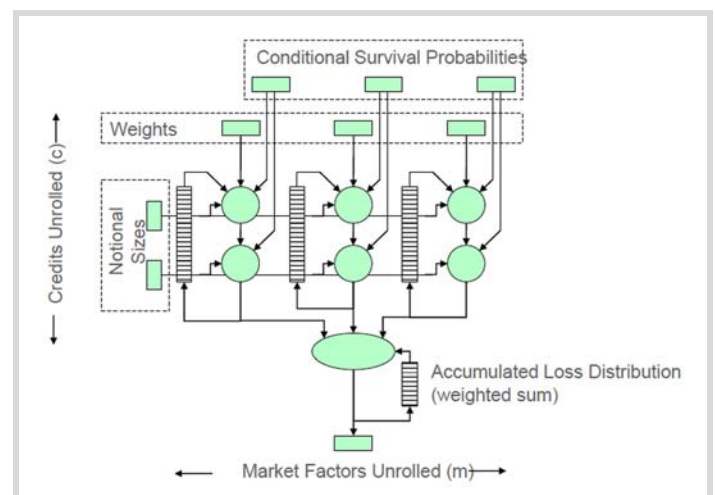 Conditional Survival Probabilities
Weights
Credits Unrolled (c)
Notional
Sizes
Accumulated Loss Distribution
(weighted sum)
Market Factors Unrolled (m)